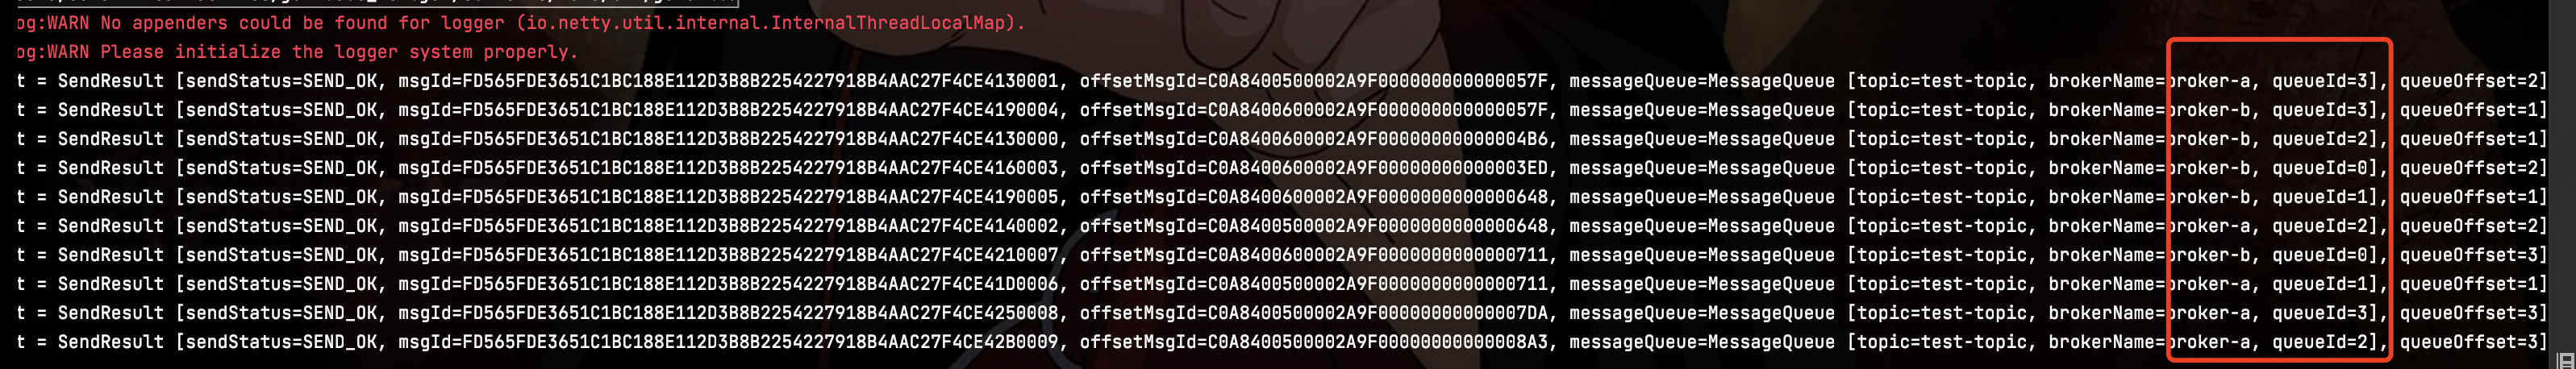 og:WARN No appenders could be found for logger (io.netty.util.internal.InternalThreadLocalMap).
og:WARN Please initialize the logger system properly.
t = SendResult [sendStatus=SEND_OK, msgId=FD565FDE3651C1BC188E112D3B8B2254227918B4AAC27F4CE4130001, offsetMsgId=C0A8400500002A9F000000000000057F, messageQueue=MessageQueue [topic=test-topic, brokerName=broker-a, queueId=3], queueOffset=2]
t = SendResult [sendStatus=SEND_OK, msgId=FD565FDE3651C1BC188E112D3B8B2254227918B4AAC27F4CE4190004, offsetMsgId=C0A8400600002A9F000000000000057F, messageQueue=MessageQueue [topic=test-topic, brokerName=broker-b, queueId=3], queueOffset=1]
t = SendResult [sendStatus=SEND_OK, msgId=FD565FDE3651C1BC188E112D3B8B2254227918B4AAC27F4CE4130000, offsetMsgId=C0A8400600002A9F00000000000004B6, messageQueue=MessageQueue [topic=test-topic, brokerName=broker-b, queueId=2], queueOffset=1]
t = SendResult [sendStatus=SEND_OK, msgId=FD565FDE3651C1BC188E112D3B8B2254227918B4AAC27F4CE4160003, offsetMsgId=C0A8400600002A9F00000000000003ED, messageQueue=MessageQueue [topic=test-topic, brokerName=broker-b, queueId=0], queueOffset=2]
t = SendResult [sendStatus=SEND_OK, msgId=FD565FDE3651C1BC188E112D3B8B2254227918B4AAC27F4CE4190005, offsetMsgId=C0A8400600002A9F0000000000000648, messageQueue=MessageQueue [topic=test-topic, brokerName=broker-b, queueId=1], queueOffset=1]
t = SendResult [sendStatus=SEND_OK, msgId=FD565FDE3651C1BC188E112D3B8B2254227918B4AAC27F4CE4140002, offsetMsgId=C0A8400500002A9F0000000000000648, messageQueue=MessageQueue [topic=test-topic, brokerName=broker-a, queueId=2], queueOffset=2]
t = SendResult [sendStatus=SEND_OK, msgId=FD565FDE3651C1BC188E112D3B8B2254227918B4AAC27F4CE4210007, offsetMsgId=C0A8400600002A9F0000000000000711, messageQueue=MessageQueue [topic=test-topic, brokerName=broker-b, queueId=0], queueOffset=3]
t = SendResult [sendStatus=SEND_OK, msgId=FD565FDE3651C1BC188E112D3B8B2254227918B4AAC27F4CE41D0006, offsetMsgId=C0A8400500002A9F0000000000000711, messageQueue=MessageQueue [topic=test-topic, brokerName=broker-a, queueId=1], queueOffset=1]
t = SendResult [sendStatus=SEND_OK, msgId=FD565FDE3651C1BC188E112D3B8B2254227918B4AAC27F4CE4250008, offsetMsgId=C0A8400500002A9F00000000000007DA, messageQueue=MessageQueue [topic=test-topic, brokerName=broker-a, queueId=3], queueOffset=3]
t = SendResult [sendStatus=SEND_OK, msgId=FD565FDE3651C1BC188E112D3B8B2254227918B4AAC27F4CE42B0009, offsetMsgId=C0A8400500002A9F00000000000008A3, messageQueue=MessageQueue [topic=test-topic, brokerName=broker-a, queueId=2], queueOffset=3]